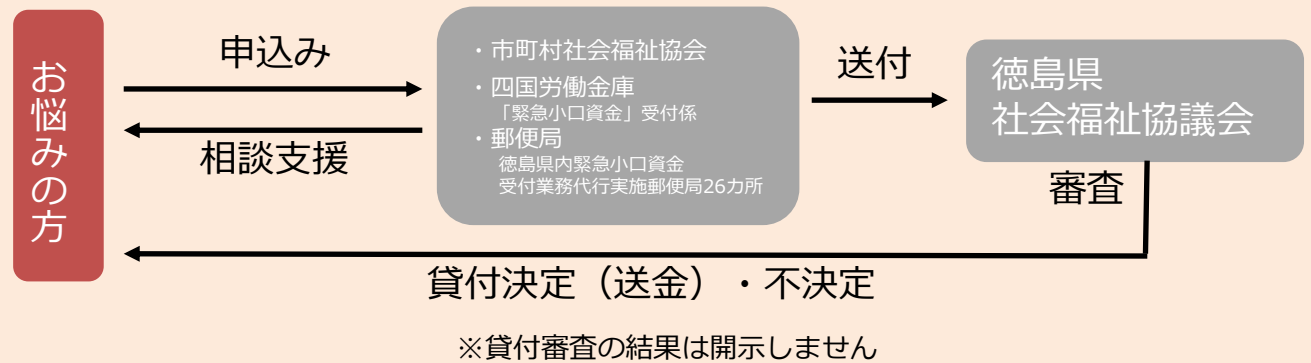 お悩みの方
申込み
相談支援
・市町村社会福祉協会
・四国労働金庫
「緊急小口資金」受付係
・郵便局
徳島県内緊急小口資金
受付業務代行実施郵便局26カ所
送付
徳島県
社会福祉協議会
審査
貸付決定（送金）・不決定
※貸付審査の結果は開示しません